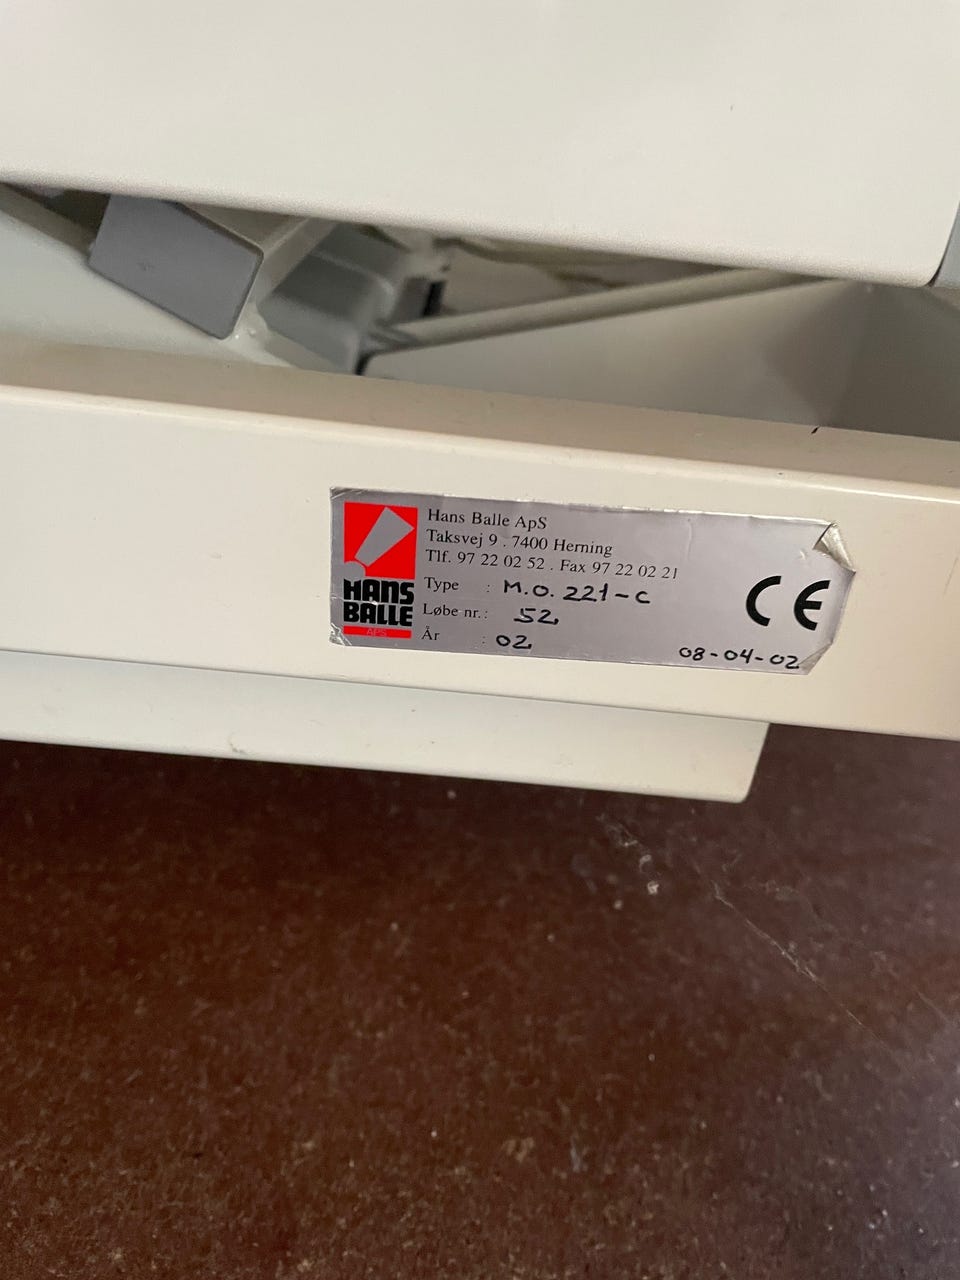 HANS
BALLE
APS
Hans Balle ApS
Taksvej 9 . 7400 Herning
Tlf. 97 22 02 52 . Fax 97 22 02 21
Type : M.O. 221-C
Løbe nr.: 52
År : 02
08-04-02
CE